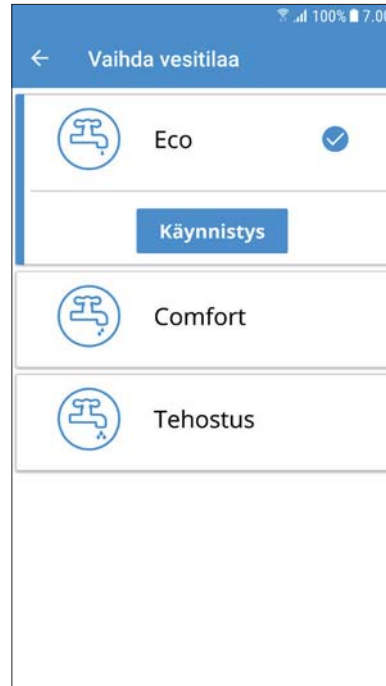 100% 7.00
Vaihda vesitilaa
Eco
Käynnistys
Comfort
Tehostus